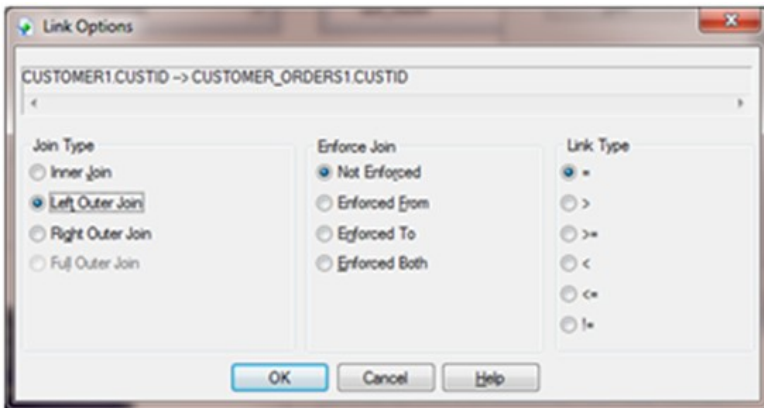 Link Options
CUSTOMER1.CUSTID --> CUSTOMER_ORDERS1.CUSTID
Join Type
Inner Join
Left Outer Join
Right Outer Join
Full Outer Join
Enforce Join
Not Enforced
Enforced From
Enforced To
Enforced Both
Link Type
=
>
>=
<
<=
!=
OK
Cancel
Help